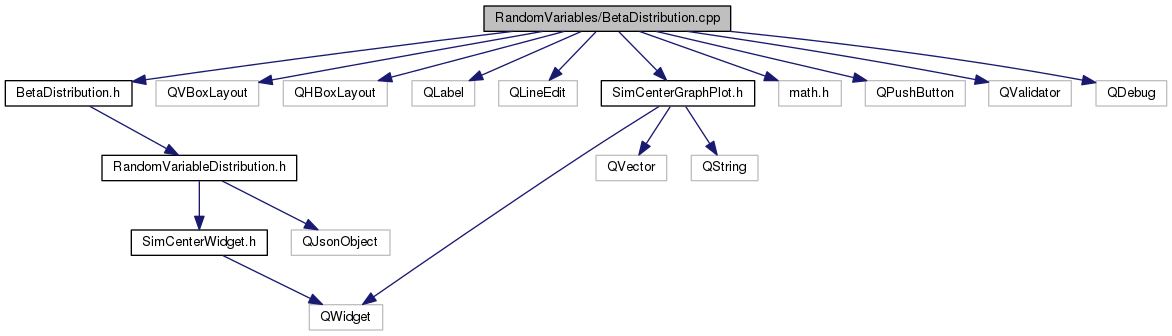 RandomVariables/BetaDistribution.cpp
BetaDistribution.h
QVBoxLayout
QHBoxLayout
QLabel
QLineEdit
SimCenterGraphPlot.h
math.h
QPushButton
QValidator
QDebug
RandomVariableDistribution.h
QVector
QString
SimCenterWidget.h
QJsonObject
QWidget